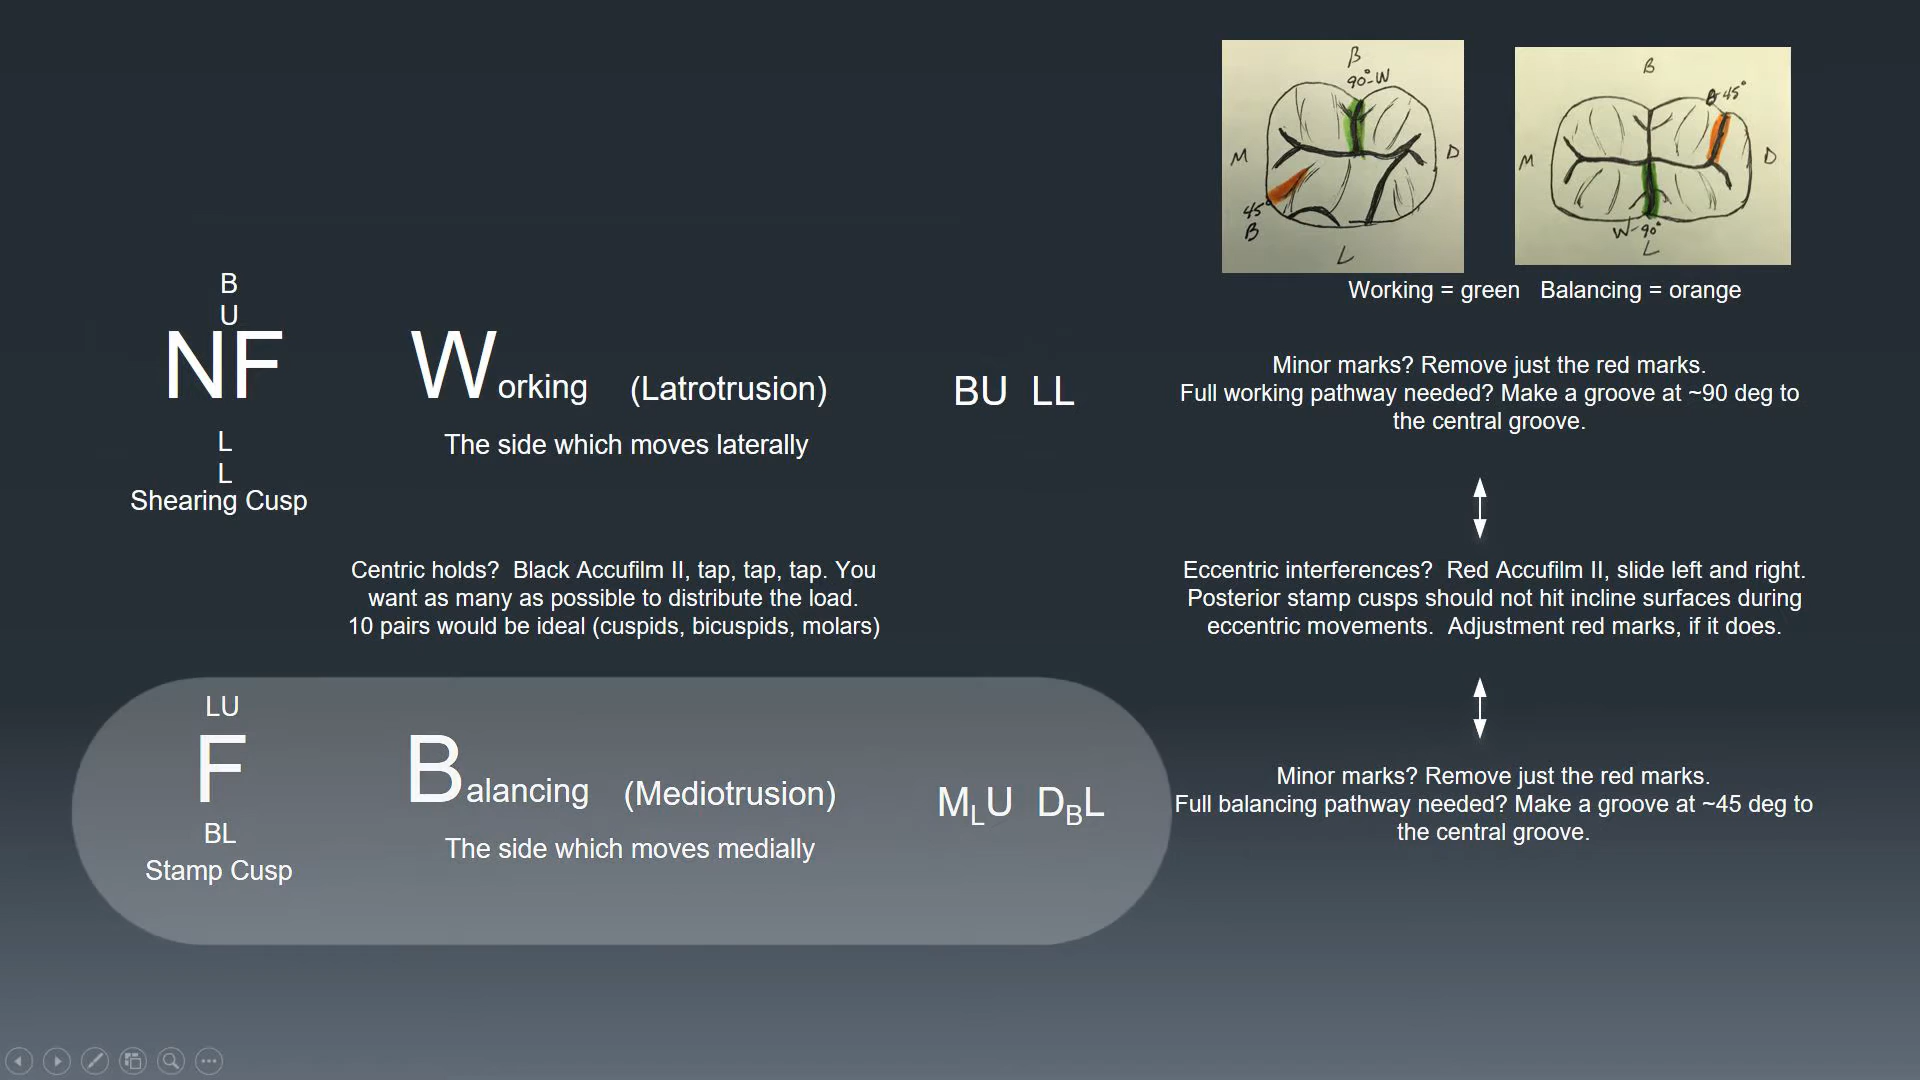 B
90°-W
M
D
45°
B
L
B
B 45°
M
D
W-90°
L
Working = green Balancing = orange
B
U
NF
L
L
Shearing Cusp
Working (Latrotrusion)
The side which moves laterally
BU LL
Minor marks? Remove just the red marks.
Full working pathway needed? Make a groove at ~90 deg to
the central groove.
Centric holds? Black Accufilm II, tap, tap, tap. You
want as many as possible to distribute the load.
10 pairs would be ideal (cuspids, bicuspids, molars)
Eccentric interferences? Red Accufilm II, slide left and right.
Posterior stamp cusps should not hit incline surfaces during
eccentric movements. Adjustment red marks, if it does.
LU
F
BL
Stamp Cusp
Balancing (Mediotrusion)
The side which moves medially
MLU DBL
Minor marks? Remove just the red marks.
Full balancing pathway needed? Make a groove at ~45 deg to
the central groove.